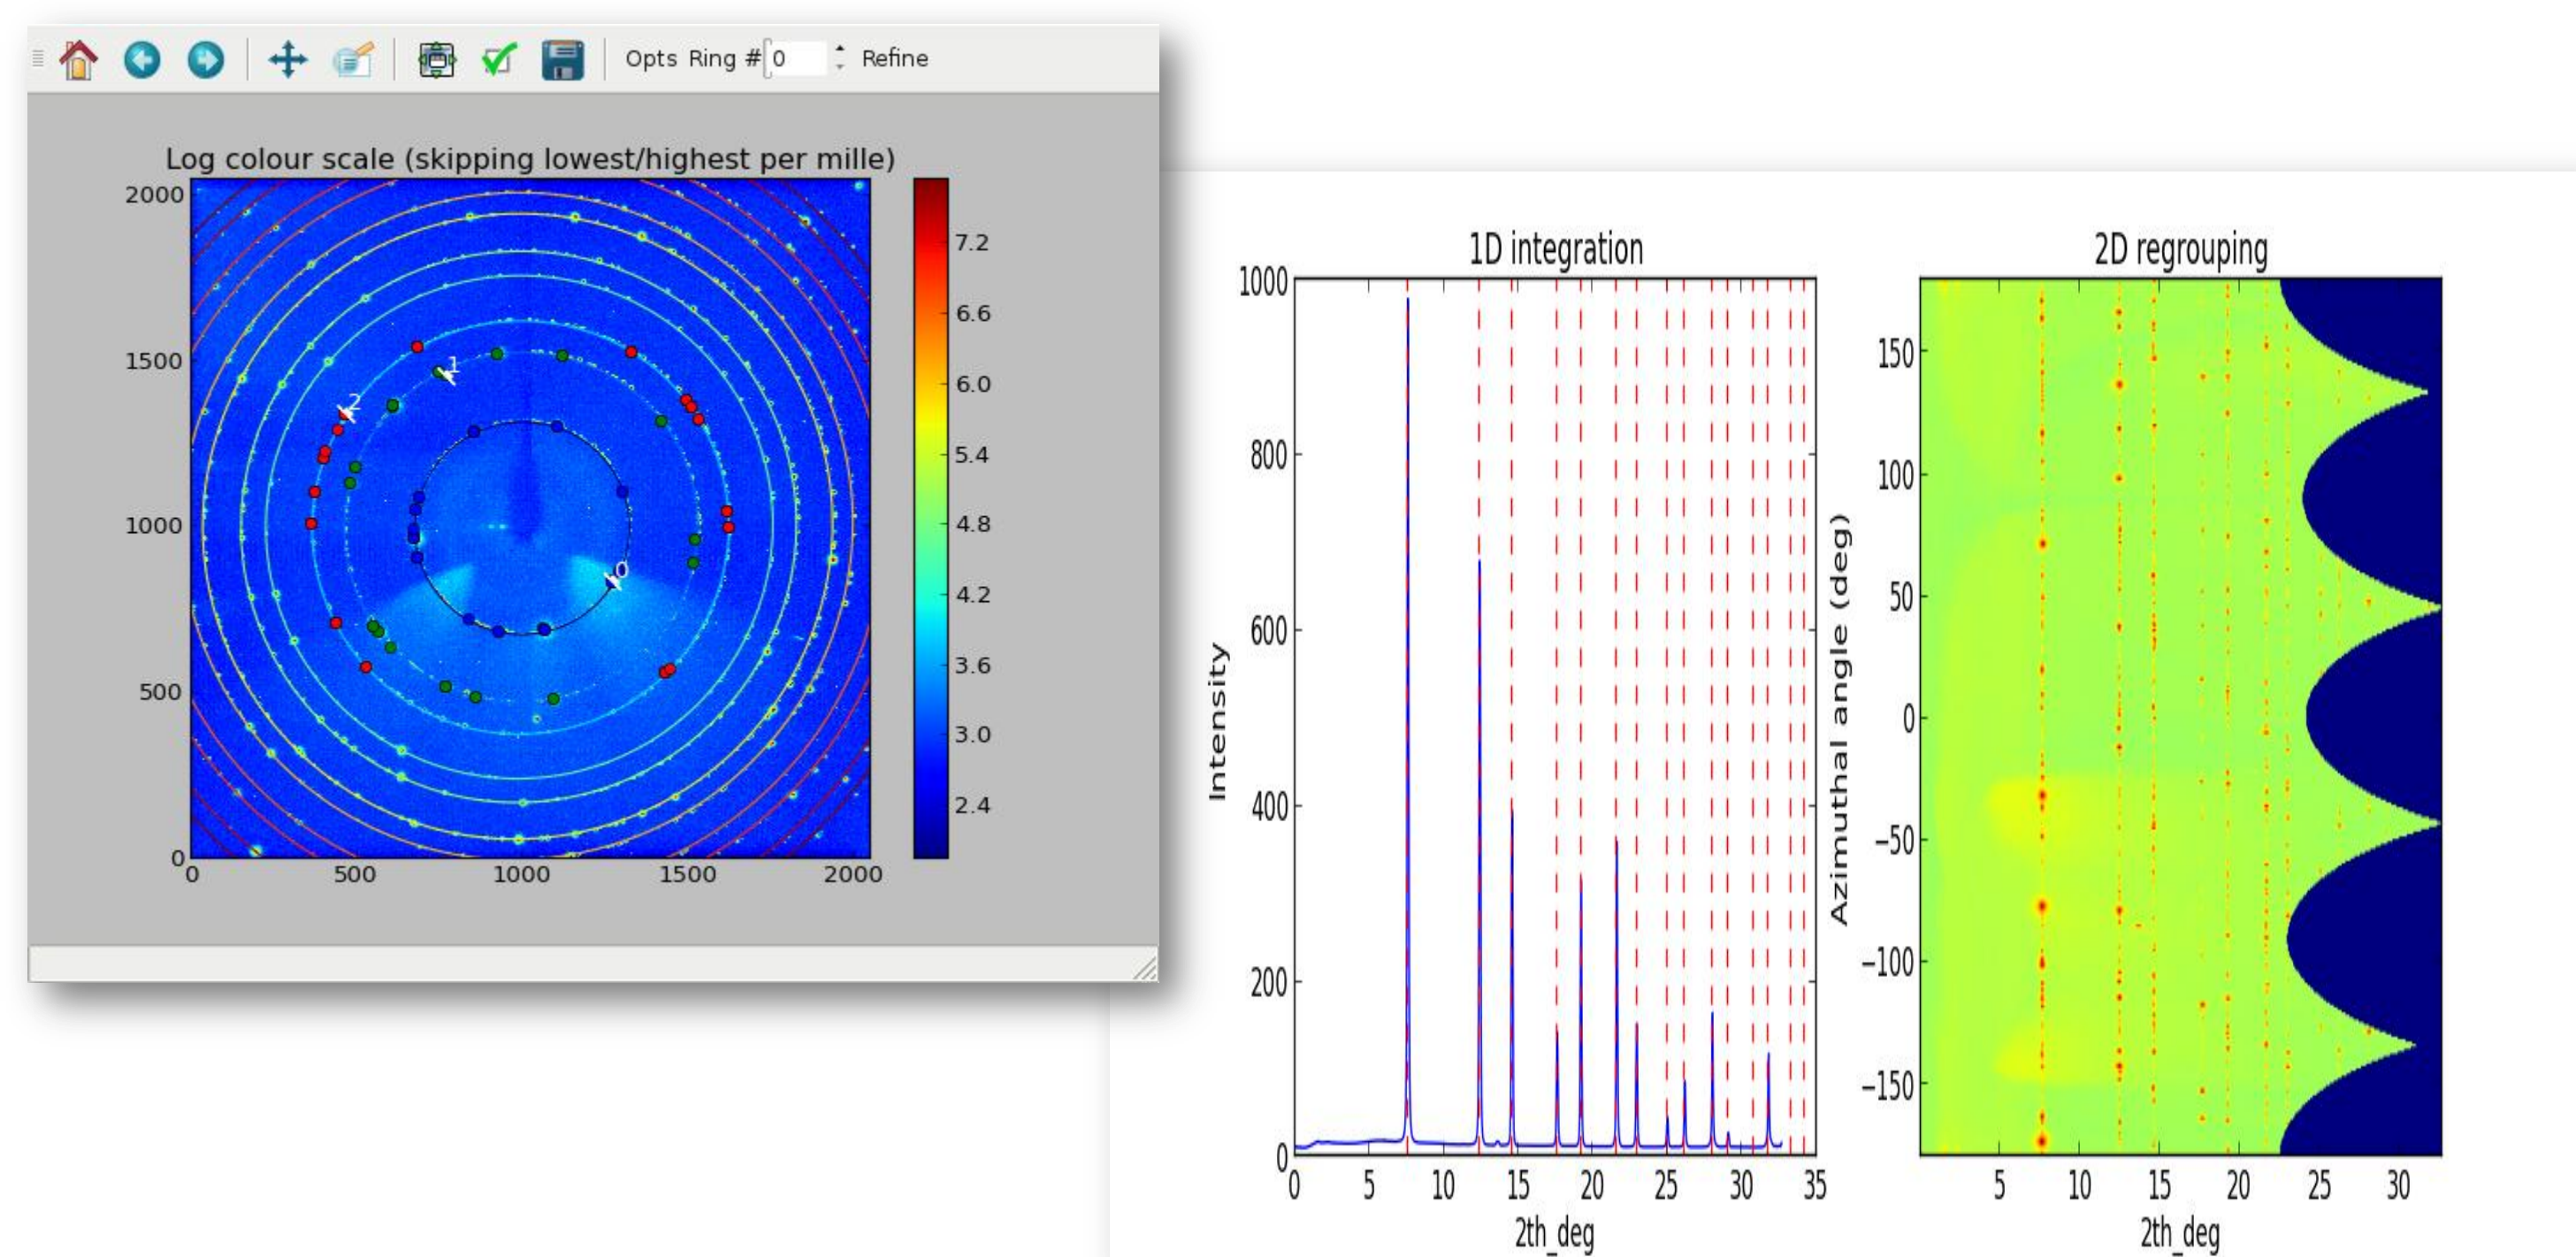 Opts Ring # 0 Refine
Log colour scale (skipping lowest/highest per mille)
2000
1500
1000
500
0
0 500 1000 1500 2000
7.2
6.6
6.0
5.4
4.8
4.2
3.6
3.0
2.4
1
2
0
1D integration
1000
800
600
400
200
0
Intensity
0 5 10 15 20 25 30 35
2th_deg
2D regrouping
150
100
50
0
−50
−100
−150
Azimuthal angle (deg)
5 10 15 20 25 30
2th_deg